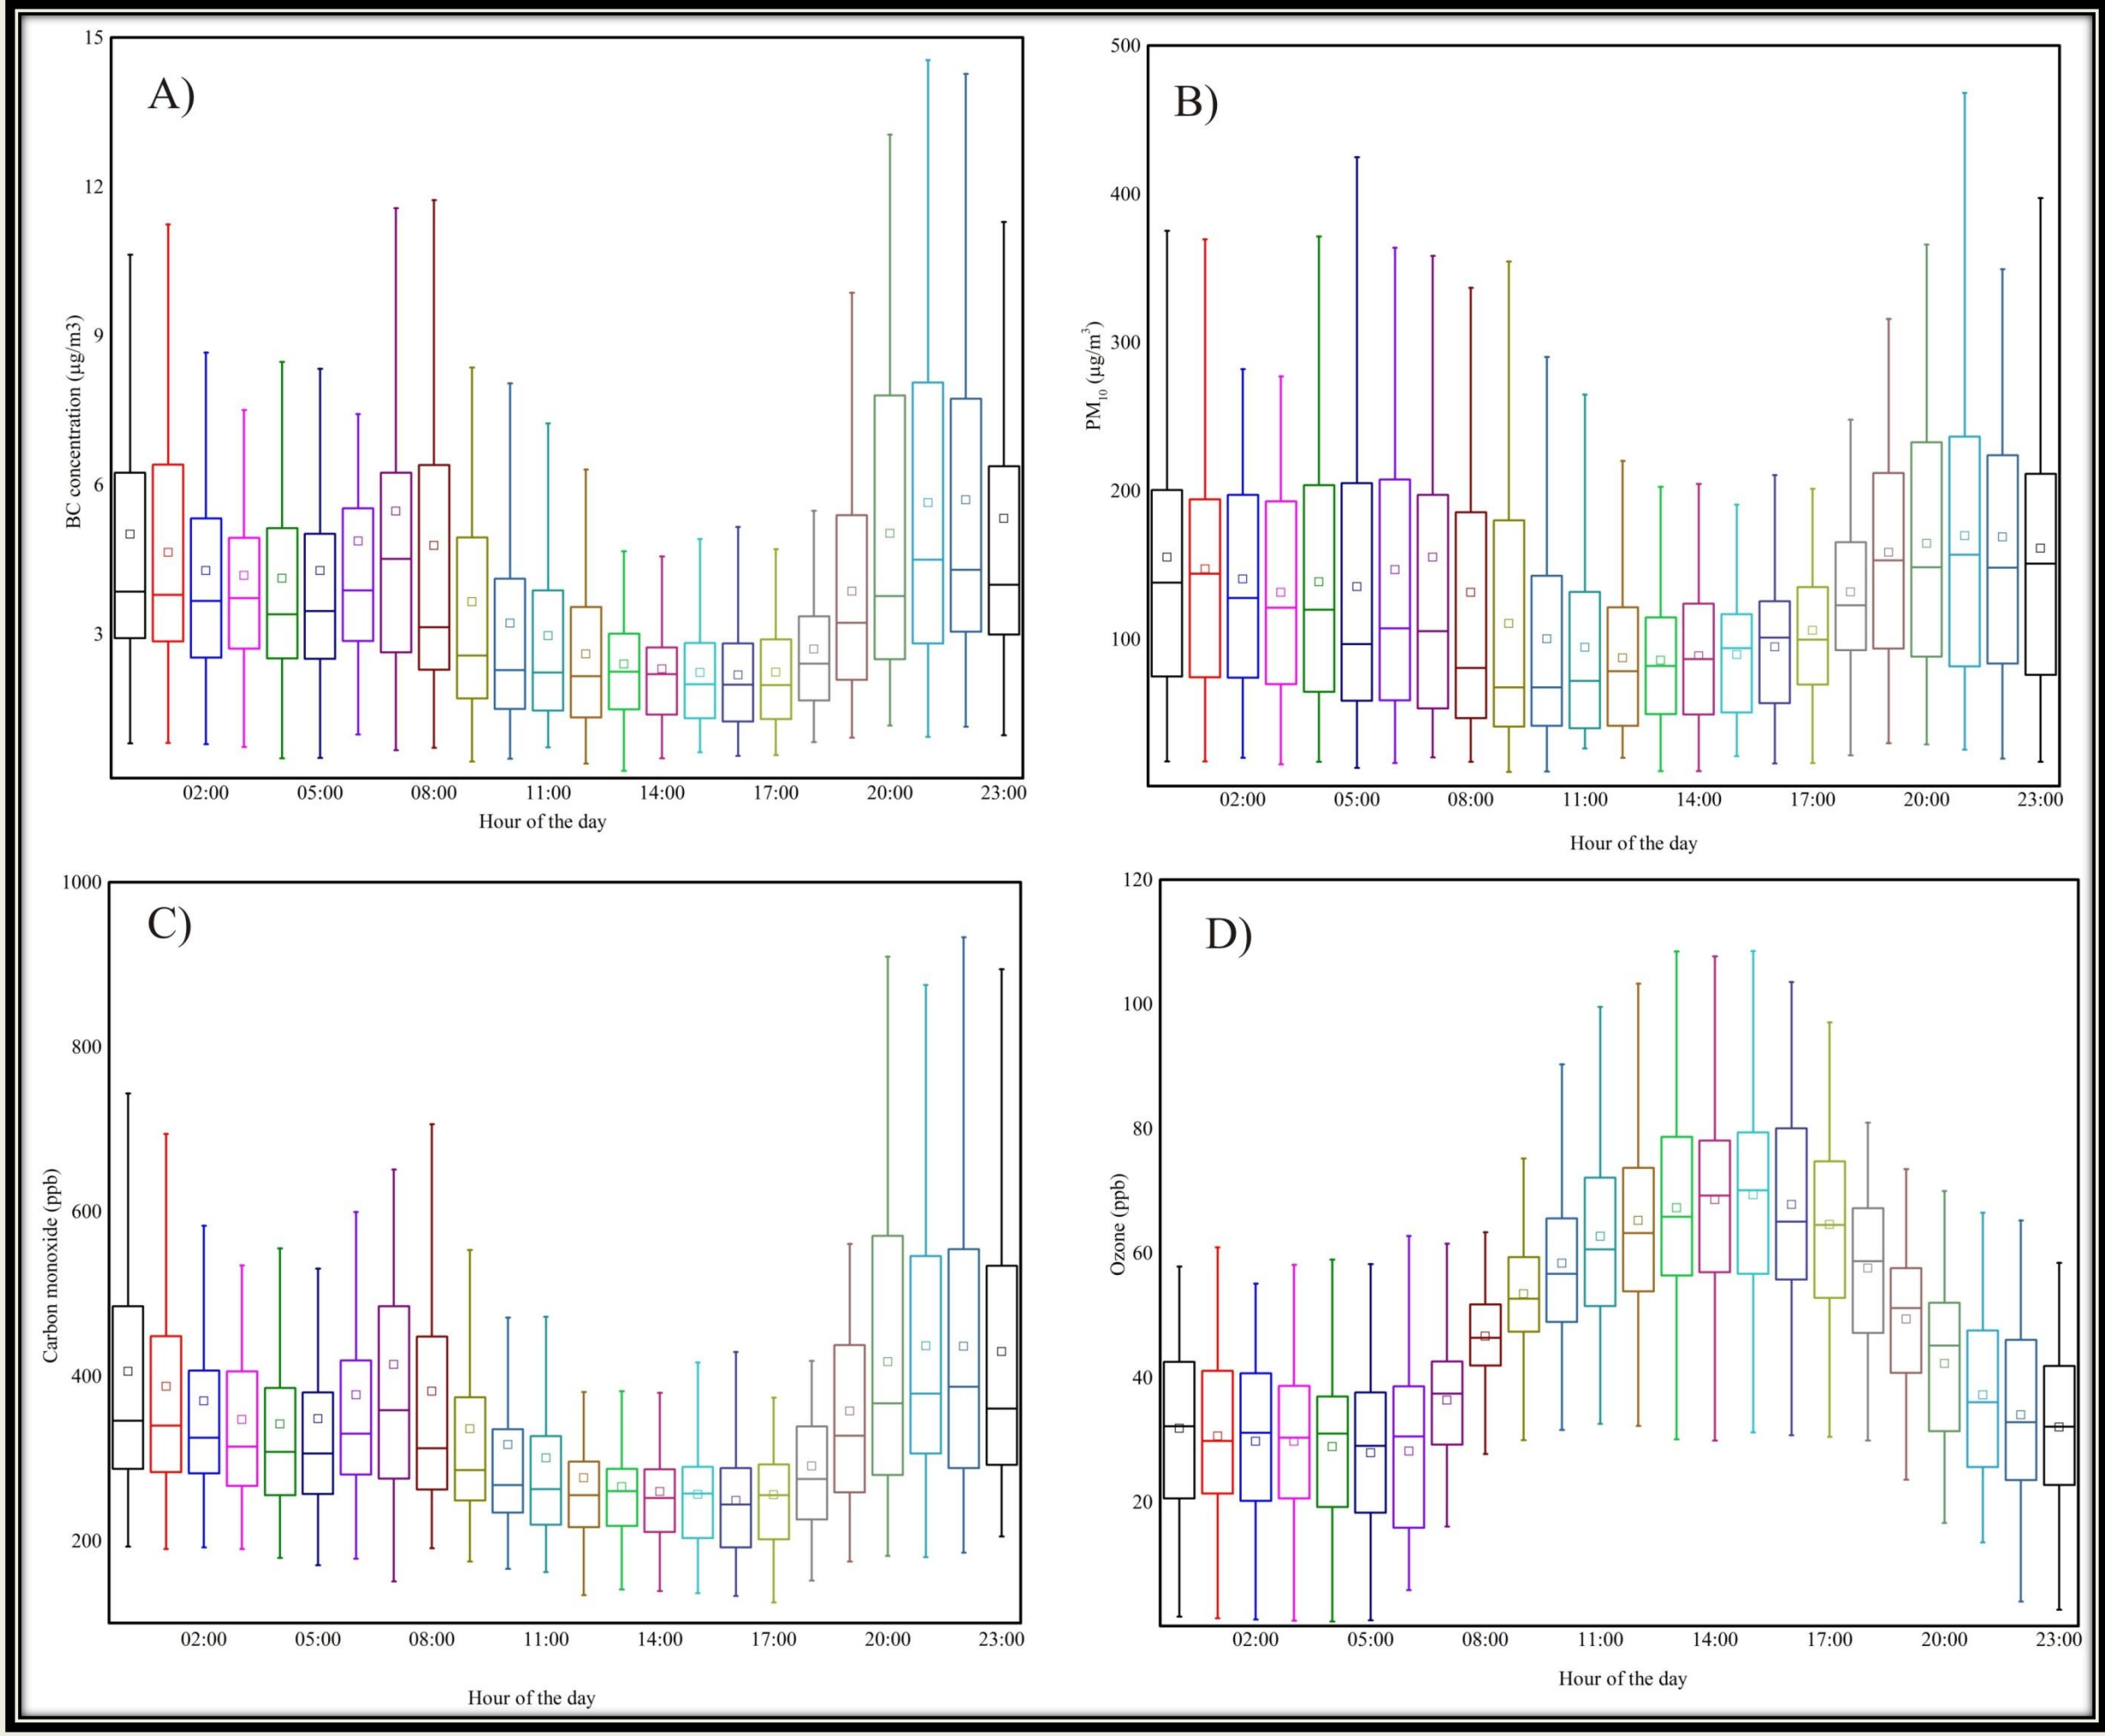 A)
15
12
9
6
3
BC concentration (µg/m3)
02:00 05:00 08:00 11:00 14:00 17:00 20:00 23:00
Hour of the day
B)
500
400
300
200
100
PM10 (µg/m3)
02:00 05:00 08:00 11:00 14:00 17:00 20:00 23:00
Hour of the day
C)
1000
800
600
400
200
Carbon monoxide (ppb)
02:00 05:00 08:00 11:00 14:00 17:00 20:00 23:00
Hour of the day
D)
120
100
80
60
40
20
Ozone (ppb)
02:00 05:00 08:00 11:00 14:00 17:00 20:00 23:00
Hour of the day